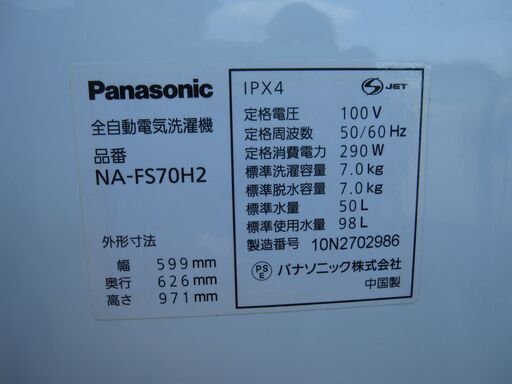 Panasonic
全自動電気洗濯機
品番
NA-FS70H2
外形寸法
幅 599mm
奥行 626mm
高さ 971mm
IPX4
S JET
定格電圧 100V
定格周波数 50/60Hz
定格消費電力 290W
標準洗濯容量 7.0kg
標準脱水容量 7.0kg
標準水量 50L
標準使用水量 98L
製造番号 10N2702986
PSE パナソニック株式会社
中国製